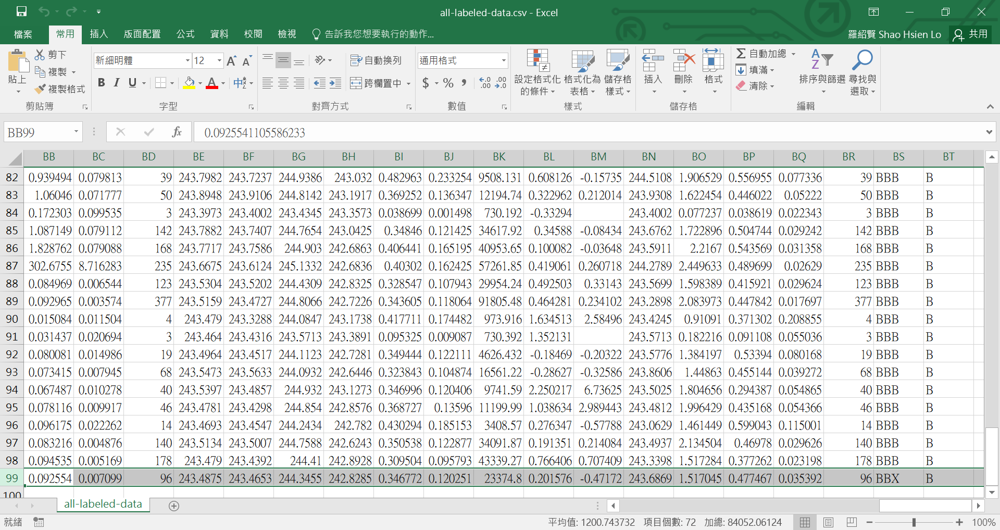 all-labeled-data.csv - Excel
檔案 常用 插入 版面配置 公式 資料 校閱 檢視 告訴我您想要執行的動作... 羅紹賢 Shao Hsien Lo 共用
貼上 剪下 複製 複製格式 剪貼簿
新細明體 12 B I U A 字型
自動換列 跨欄置中 對齊方式
通用格式 $ % 數值
設定格式化的條件 格式化為表格 儲存格樣式 樣式
插入 刪除 格式 儲存格
自動加總 填滿 清除 排序與篩選 尋找與選取 編輯
BB99 fx 0.0925541105586233
BB BC BD BE BF BG BH BI BJ BK BL BM BN BO BP BQ BR BS BT
82 0.939494 0.079813 39 243.7982 243.7237 244.9386 243.032 0.482963 0.233254 9508.131 0.608126 -0.15735 244.5108 1.906529 0.556955 0.077336 39 BBB B
83 1.06046 0.071777 50 243.8948 243.9106 244.8142 243.1917 0.369252 0.136347 12194.74 0.322962 0.212014 243.9308 1.622454 0.446022 0.05222 50 BBB B
84 0.172303 0.099535 3 243.3973 243.4002 243.4345 243.3573 0.038699 0.001498 730.192 -0.33294 243.4002 0.077237 0.038619 0.022343 3 BBB B
85 1.087149 0.079112 142 243.7882 243.7407 244.7654 243.0425 0.34846 0.121425 34617.92 0.34588 -0.08434 243.6762 1.722896 0.504744 0.029242 142 BBB B
86 1.828762 0.079088 168 243.7717 243.7586 244.903 242.6863 0.406441 0.165195 40953.65 0.100082 -0.03648 243.5911 2.2167 0.543569 0.031358 168 BBB B
87 302.6755 8.716283 235 243.6675 243.6124 245.1332 242.6836 0.40302 0.162425 57261.85 0.419061 0.260718 244.2789 2.449633 0.489699 0.02629 235 BBB B
88 0.084969 0.006544 123 243.5304 243.5202 244.4309 242.8325 0.328547 0.107943 29954.24 0.492503 0.33143 243.5699 1.598389 0.415921 0.029624 123 BBB B
89 0.092965 0.003574 377 243.5159 243.4727 244.8066 242.7226 0.343605 0.118064 91805.48 0.464281 0.234102 243.2898 2.083973 0.447842 0.017697 377 BBB B
90 0.015084 0.011504 4 243.479 243.3288 244.0847 243.1738 0.417711 0.174482 973.916 1.634513 2.58496 243.4245 0.91091 0.371302 0.208855 4 BBB B
91 0.031437 0.020694 3 243.464 243.4316 243.5713 243.3891 0.095325 0.009087 730.392 1.352131 243.5713 0.182216 0.091108 0.055036 3 BBB B
92 0.080081 0.014986 19 243.4964 243.4517 244.1123 242.7281 0.349444 0.122111 4626.432 -0.18469 -0.20322 243.5776 1.384197 0.53394 0.080168 19 BBB B
93 0.073415 0.007945 68 243.5473 243.5633 244.0932 242.6446 0.323843 0.104874 16561.22 -0.28627 -0.32586 243.8606 1.44863 0.455144 0.039272 68 BBB B
94 0.067487 0.010278 40 243.5397 243.4857 244.932 243.1273 0.346996 0.120406 9741.59 2.250217 6.73625 243.5025 1.804656 0.294387 0.054865 40 BBB B
95 0.078116 0.009917 46 243.4781 243.4298 244.854 242.8576 0.368727 0.13596 11199.99 1.038634 2.989443 243.4812 1.996429 0.435168 0.054366 46 BBB B
96 0.096175 0.022262 14 243.4693 243.4547 244.2434 242.782 0.430294 0.185153 3408.57 0.276347 -0.57788 243.0629 1.461449 0.599043 0.115001 14 BBB B
97 0.083216 0.004876 140 243.5134 243.5007 244.7588 242.6243 0.350538 0.122877 34091.87 0.191351 0.214084 243.4937 2.134504 0.46978 0.029626 140 BBB B
98 0.094535 0.005169 178 243.479 243.4392 244.41 242.8928 0.309504 0.095793 43339.27 0.766406 0.707409 243.3398 1.517284 0.377262 0.023198 178 BBB B
99 0.092554 0.007099 96 243.4875 243.4653 244.3455 242.8285 0.346772 0.120251 23374.8 0.201576 -0.47172 243.6869 1.517045 0.477467 0.035392 96 BBX B
100
all-labeled-data
就緒 平均值: 1200.743732 項目個數: 72 加總: 84052.06124 100%